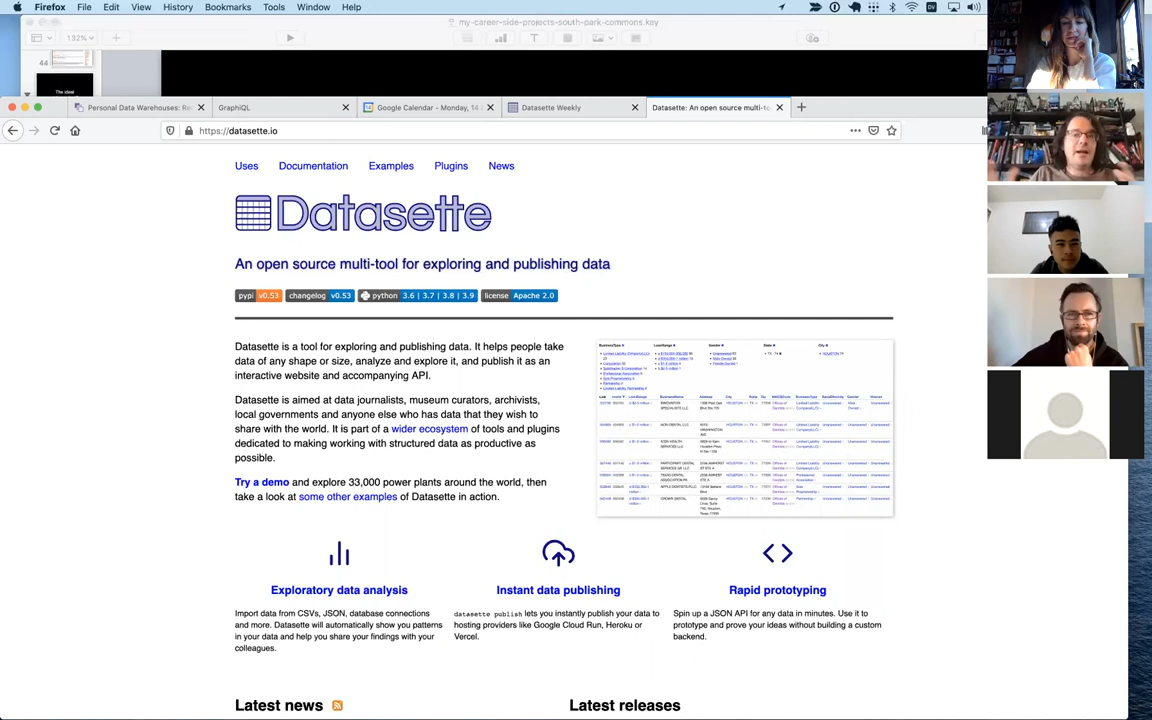 Firefox File Edit View History Bookmarks Tools Window Help
my-career-side-projects-south-park-commons.key
132%
44
The ideal
Personal Data Warehouses: Re
GraphiQL
Google Calendar - Monday, 14
Datasette Weekly
Datasette: An open source multi-to
https://datasette.io
Uses Documentation Examples Plugins News
Datasette
An open source multi-tool for exploring and publishing data
pypi v0.53 changelog v0.53 python 3.6 | 3.7 | 3.8 | 3.9 license Apache 2.0
Datasette is a tool for exploring and publishing data. It helps people take
data of any shape or size, analyze and explore it, and publish it as an
interactive website and accompanying API.
Datasette is aimed at data journalists, museum curators, archivists,
local governments and anyone else who has data that they wish to
share with the world. It is part of a wider ecosystem of tools and plugins
dedicated to making working with structured data as productive as
possible.
Try a demo and explore 33,000 power plants around the world, then
take a look at some other examples of Datasette in action.
Exploratory data analysis
Import data from CSVs, JSON, database connections
and more. Datasette will automatically show you patterns
in your data and help you share your findings with your
colleagues.
Instant data publishing
datasette publish lets you instantly publish your data to
hosting providers like Google Cloud Run, Heroku or
Vercel.
Rapid prototyping
Spin up a JSON API for any data in minutes. Use it to
prototype and prove your ideas without building a custom
backend.
Latest news
Latest releases